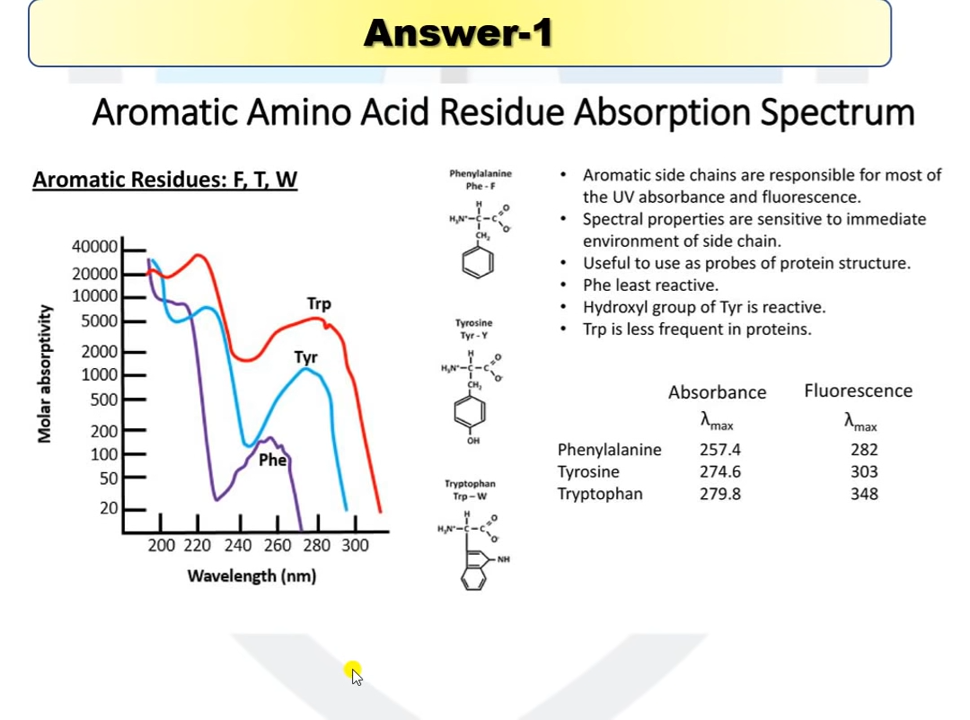 Answer-1
Aromatic Amino Acid Residue Absorption Spectrum
Aromatic Residues: F, T, W
40000
20000
10000
5000
2000
1000
500
200
100
50
20
Molar absorptivity
Trp
Tyr
Phe
200 220 240 260 280 300
Wavelength (nm)
Phenylalanine
Phe - F
H
H₃N⁺-C-C
O
O⁻
CH₂
Tyrosine
Tyr - Y
H
H₃N⁺-C-C
O
O⁻
CH₂
OH
Tryptophan
Trp – W
H
H₃N⁺-C-C
O
O⁻
NH
• Aromatic side chains are responsible for most of
the UV absorbance and fluorescence.
• Spectral properties are sensitive to immediate
environment of side chain.
• Useful to use as probes of protein structure.
• Phe least reactive.
• Hydroxyl group of Tyr is reactive.
• Trp is less frequent in proteins.
Absorbance Fluorescence
λmax λmax
Phenylalanine 257.4 282
Tyrosine 274.6 303
Tryptophan 279.8 348